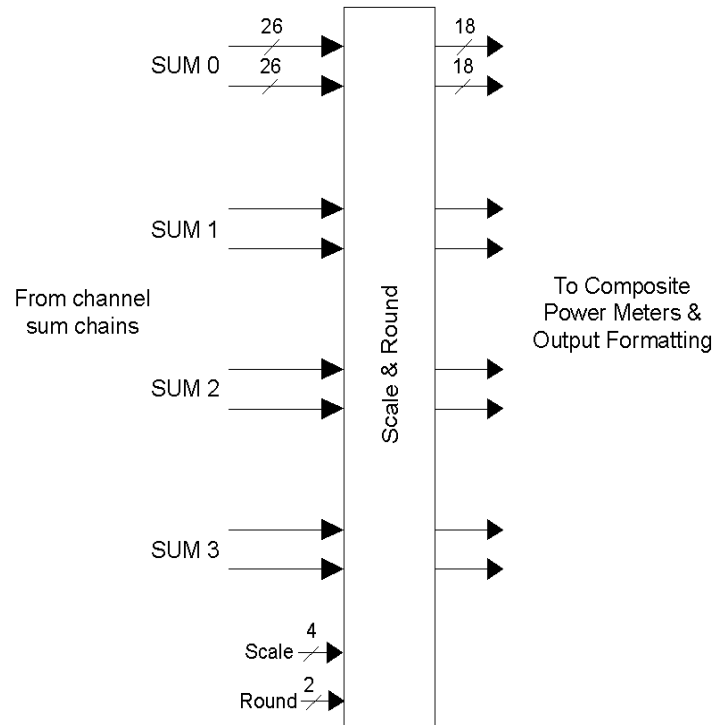 26
18
SUM 0
26
18
SUM 1
From channel
sum chains
Scale & Round
To Composite
Power Meters &
Output Formatting
SUM 2
SUM 3
4
Scale
2
Round